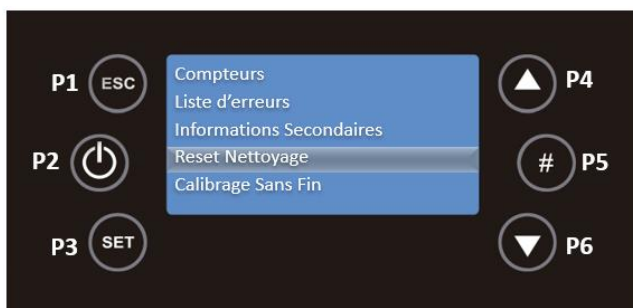 P1 ESC
P2
P3 SET
Compteurs
Liste d'erreurs
Informations Secondaires
Reset Nettoyage
Calibrage Sans Fin
P4
# P5
P6